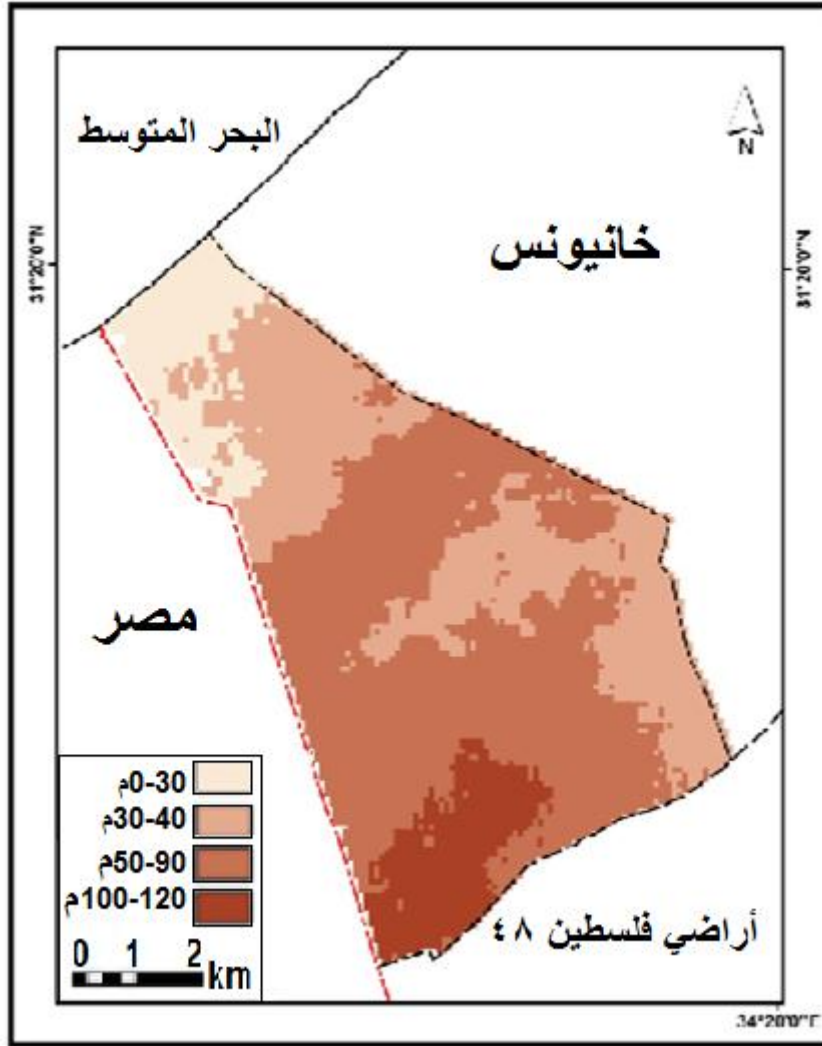 البحر المتوسط
N
خانيونس
31°20'0"N
31°20'0"N
مصر
0-30م
30-40م
50-90م
100-120م
0 1 2
km
أراضي فلسطين ٤٨
34°20'0"E